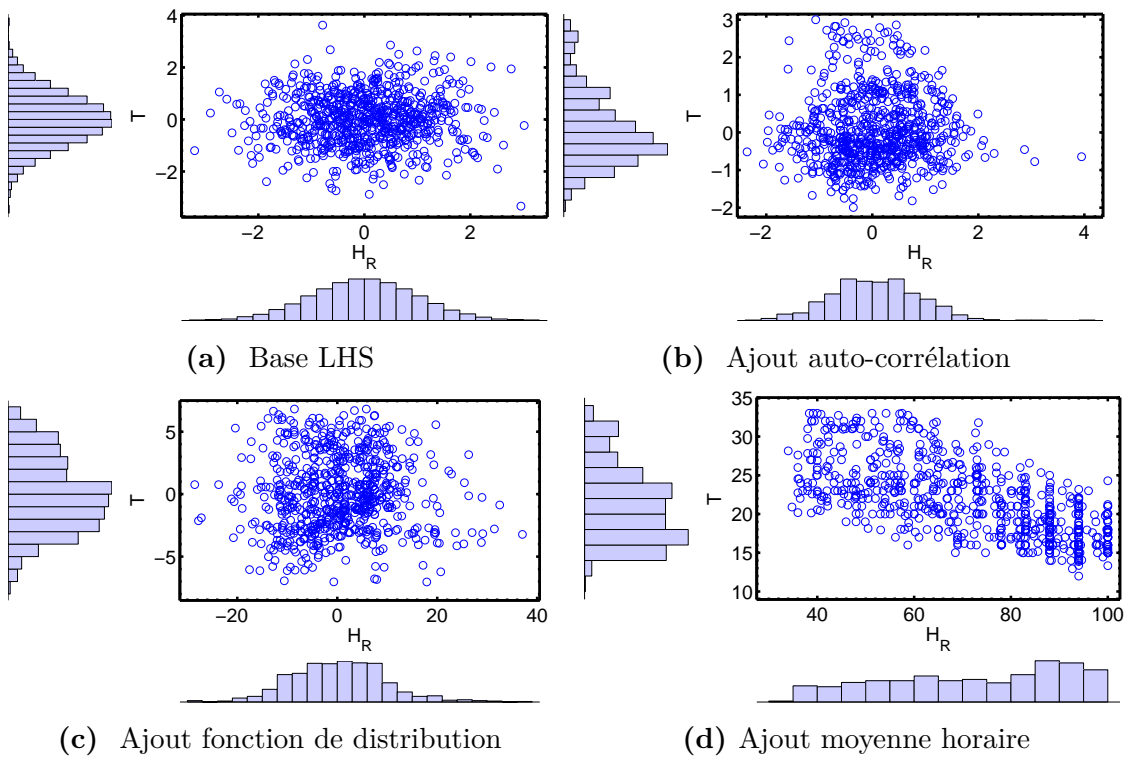 4
2
0
−2
T
−2
0
2
H_R
(a) Base LHS
3
2
1
0
−1
−2
T
−2
0
2
4
H_R
(b) Ajout auto-corrélation
5
0
−5
T
−20
0
20
40
H_R
(c) Ajout fonction de distribution
35
30
25
20
15
10
T
40
60
80
100
H_R
(d) Ajout moyenne horaire